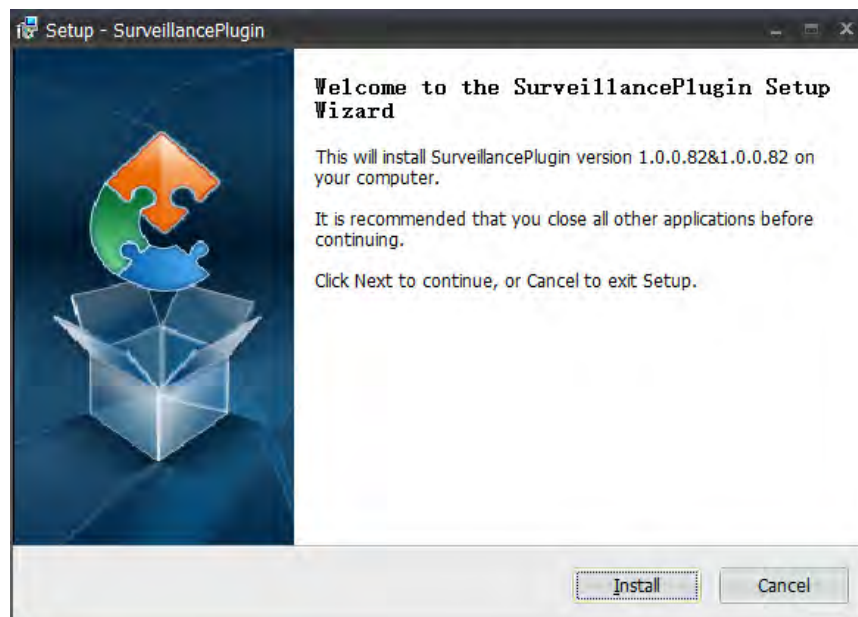 Setup - SurveillancePlugin
Welcome to the SurveillancePlugin Setup
Wizard
This will install SurveillancePlugin version 1.0.0.82&1.0.0.82 on
your computer.
It is recommended that you close all other applications before
continuing.
Click Next to continue, or Cancel to exit Setup.
Install
Cancel